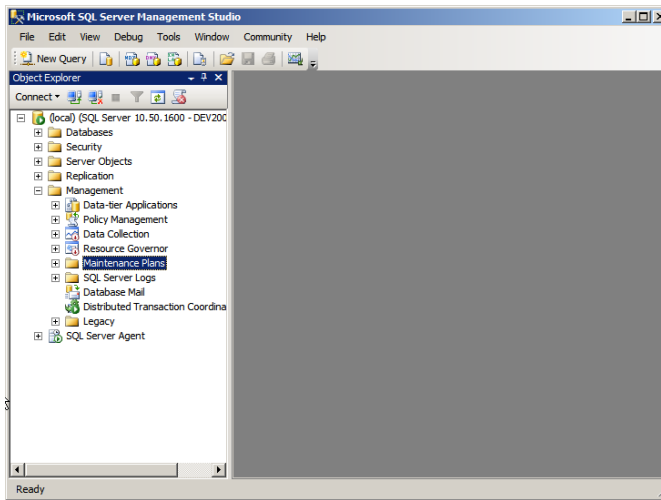 Microsoft SQL Server Management Studio
File Edit View Debug Tools Window Community Help
New Query
Object Explorer
Connect
(local) (SQL Server 10.50.1600 - DEV200
Databases
Security
Server Objects
Replication
Management
Data-tier Applications
Policy Management
Data Collection
Resource Governor
Maintenance Plans
SQL Server Logs
Database Mail
Distributed Transaction Coordina
Legacy
SQL Server Agent
Ready